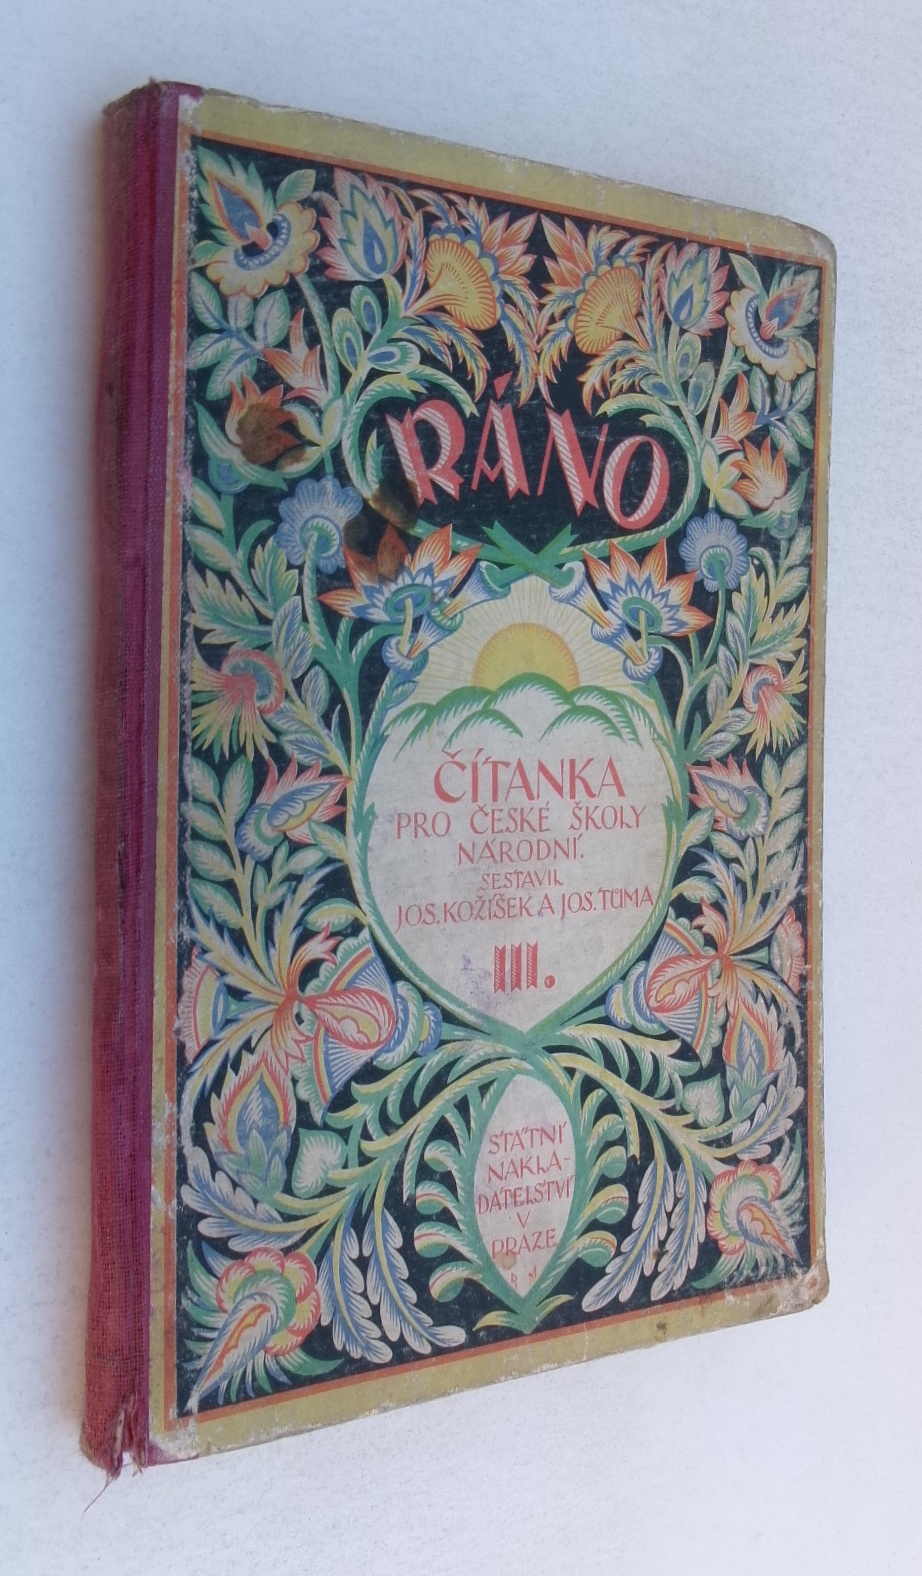 RÁNO
ČÍTANKA
PRO ČESKÉ ŠKOLY
NÁRODNÍ.
SESTAVIL
JOS. KOŽÍŠEK A JOS. TŮMA
III.
STÁTNÍ
NAKLA-
DATELSTVÍ
V
PRAZE
R M